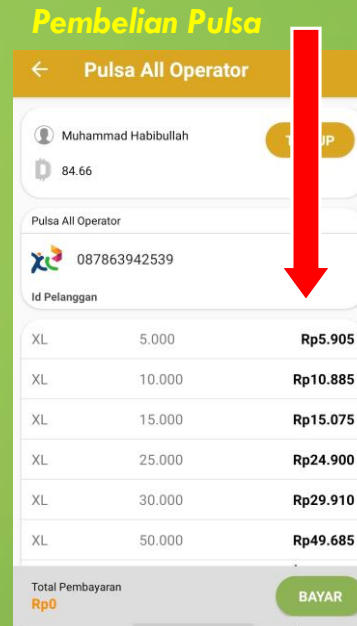 Pembelian Pulsa
Pulsa All Operator
Muhammad Habibullah
84.66
Pulsa All Operator
087863942539
Id Pelanggan
XL 5.000 Rp5.905
XL 10.000 Rp10.885
XL 15.000 Rp15.075
XL 25.000 Rp24.900
XL 30.000 Rp29.910
XL 50.000 Rp49.685
Total Pembayaran
Rp0
BAYAR